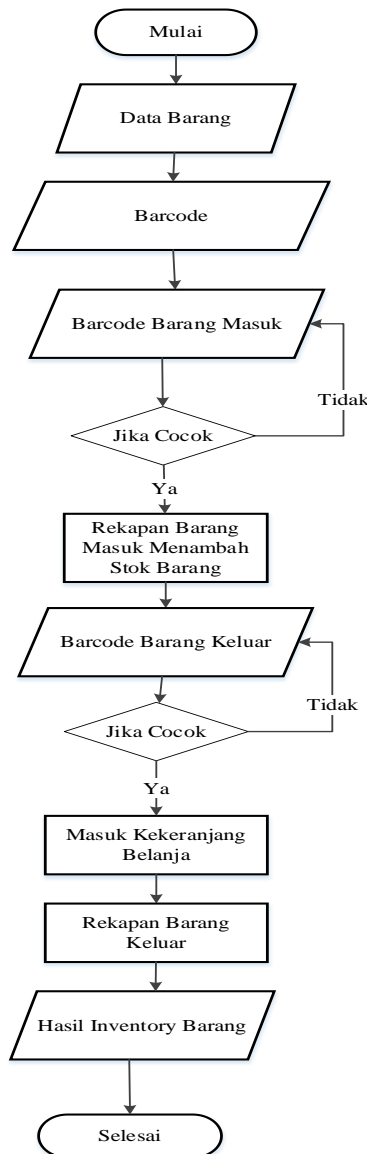 Mulai
Data Barang
Barcode
Barcode Barang Masuk
Tidak
Jika Cocok
Ya
Rekapan Barang
Masuk Menambah
Stok Barang
Barcode Barang Keluar
Tidak
Jika Cocok
Ya
Masuk Kekeranjang
Belanja
Rekapan Barang
Keluar
Hasil Inventory Barang
Selesai